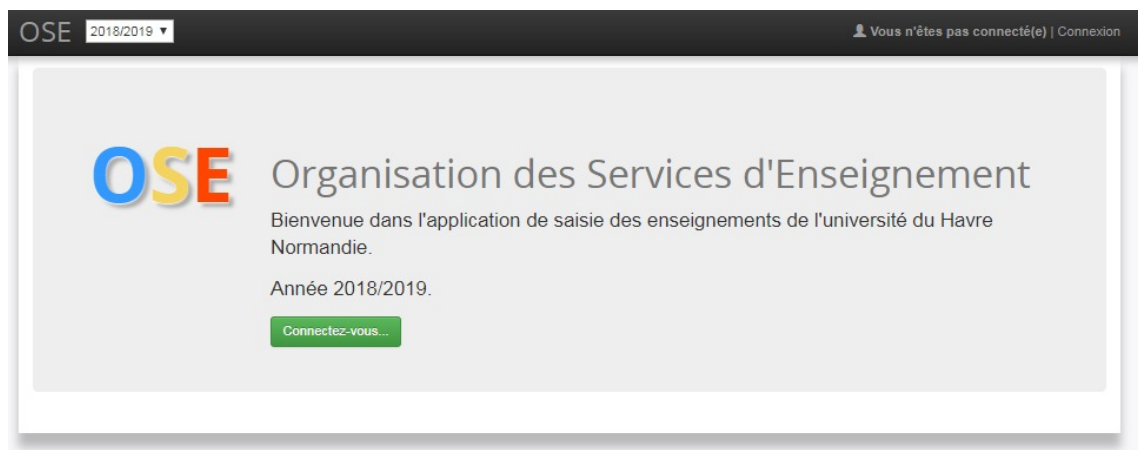 OSE 2018/2019 Vous n'êtes pas connecté(e) | Connexion
OSE
Organisation des Services d'Enseignement
Bienvenue dans l'application de saisie des enseignements de l'université du Havre
Normandie.
Année 2018/2019.
Connectez-vous...